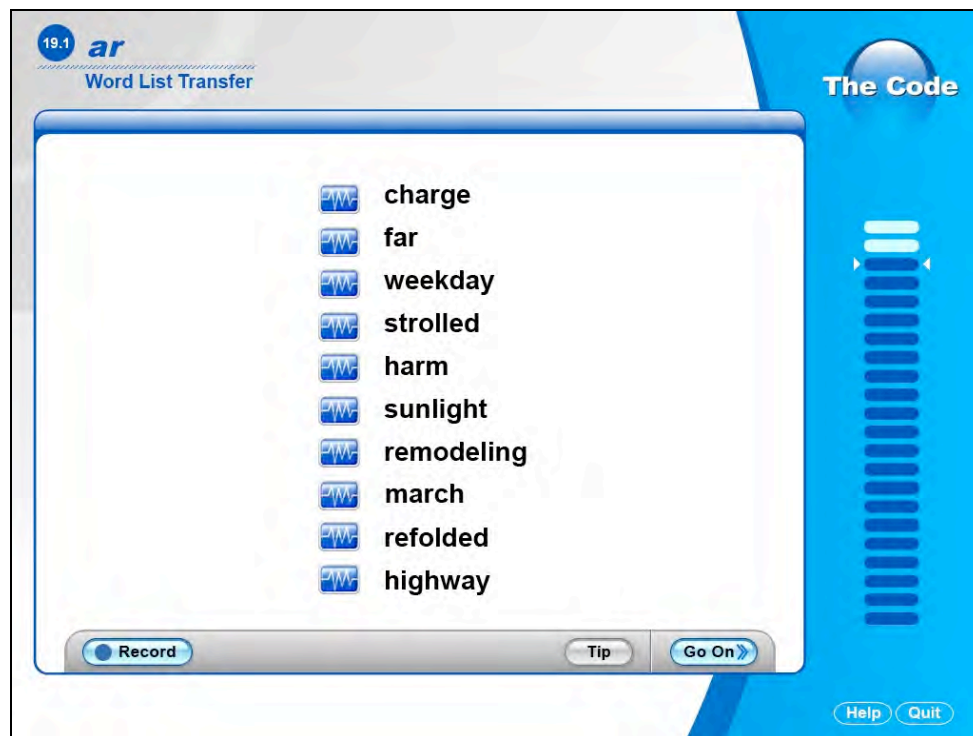 19.1 ar
Word List Transfer
The Code
charge
far
weekday
strolled
harm
sunlight
remodeling
march
refolded
highway
Record
Tip
Go On
Help
Quit